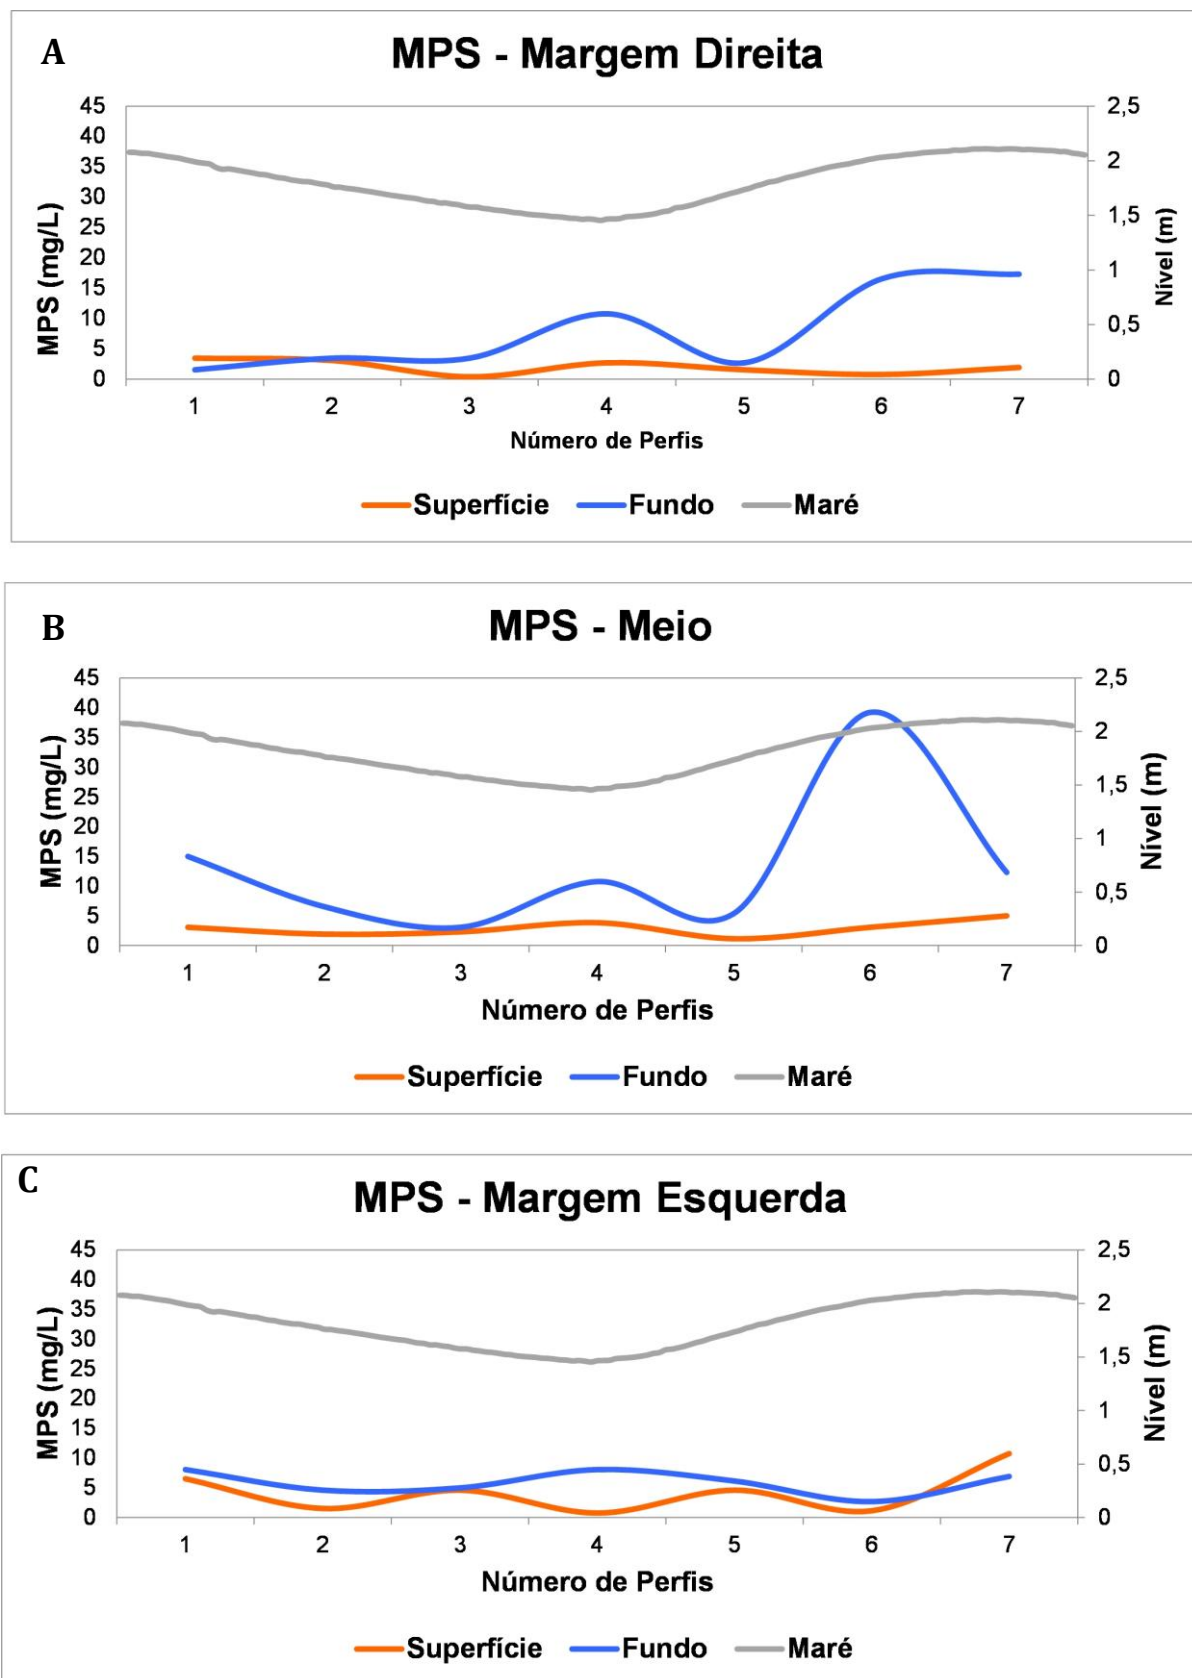 A
MPS - Margem Direita
45
40
35
30
25
20
15
10
5
0
MPS (mg/L)
2,5
2
1,5
1
0,5
0
Nível (m)
1 2 3 4 5 6 7
Número de Perfis
Superfície Fundo Maré
B
MPS - Meio
45
40
35
30
25
20
15
10
5
0
MPS (mg/L)
2,5
2
1,5
1
0,5
0
Nível (m)
1 2 3 4 5 6 7
Número de Perfis
Superfície Fundo Maré
C
MPS - Margem Esquerda
45
40
35
30
25
20
15
10
5
0
MPS (mg/L)
2,5
2
1,5
1
0,5
0
Nível (m)
1 2 3 4 5 6 7
Número de Perfis
Superfície Fundo Maré